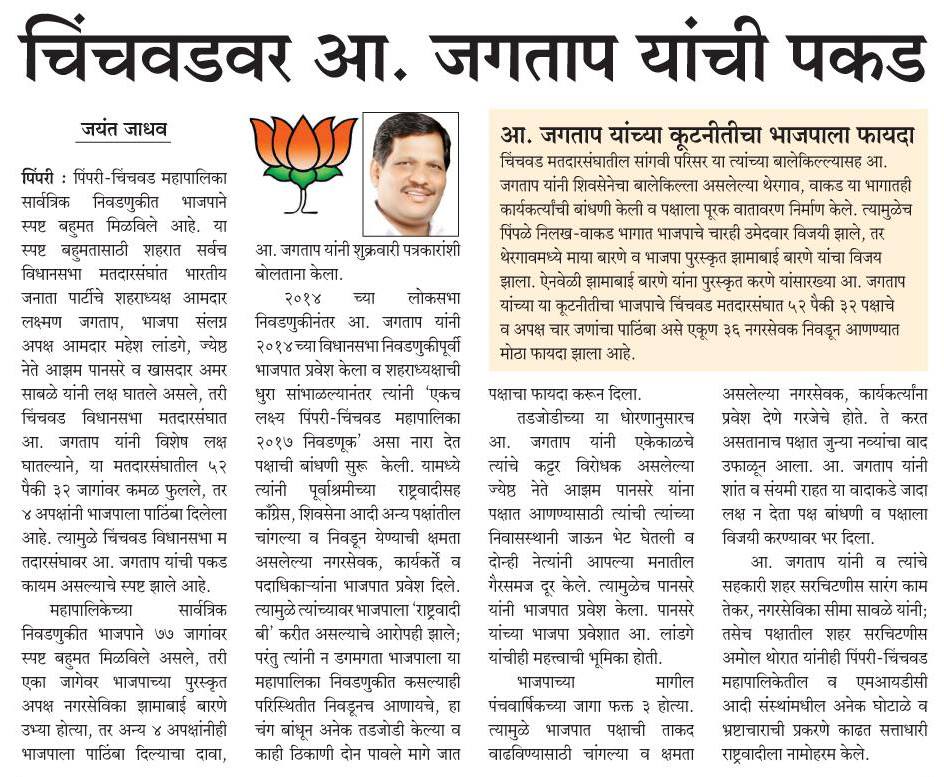 चिंचवडवर आ. जगताप यांची पकड
जयंत जाधव
पिंपरी : पिंपरी-चिंचवड महापालिका
सार्वत्रिक निवडणुकीत भाजपाने
स्पष्ट बहुमत मिळविले आहे. या
स्पष्ट बहुमतासाठी शहरात सर्वच
विधानसभा मतदारसंघांत भारतीय
जनता पार्टीचे शहराध्यक्ष आमदार
लक्ष्मण जगताप, भाजपा संलग्न
अपक्ष आमदार महेश लांडगे, ज्येष्ठ
नेते आझम पानसरे व खासदार अमर
साबळे यांनी लक्ष घातले असले, तरी
चिंचवड विधानसभा मतदारसंघात
आ. जगताप यांनी विशेष लक्ष
घातल्याने, या मतदारसंघातील ५२
पैकी ३२ जागांवर कमळ फुलले, तर
४ अपक्षांनी भाजपाला पाठिंबा दिलेला
आहे. त्यामुळे चिंचवड विधानसभा म
तदारसंघावर आ. जगताप यांची पकड
कायम असल्याचे स्पष्ट झाले आहे.
महापालिकेच्या सार्वत्रिक
निवडणुकीत भाजपाने ७७ जागांवर
स्पष्ट बहुमत मिळविले असले, तरी
एका जागेवर भाजपाच्या पुरस्कृत
अपक्ष नगरसेविका झामाबाई बारणे
उभ्या होत्या, तर अन्य ४ अपक्षांनीही
भाजपाला पाठिंबा दिल्याचा दावा,
आ. जगताप यांनी शुक्रवारी पत्रकारांशी
बोलताना केला.
२०१४ च्या लोकसभा
निवडणुकीनंतर आ. जगताप यांनी
२०१४च्या विधानसभा निवडणुकीपूर्वी
भाजपात प्रवेश केला व शहराध्यक्षाची
धुरा सांभाळल्यानंतर त्यांनी ‘एकच
लक्ष्य पिंपरी-चिंचवड महापालिका
२०१७ निवडणूक’ असा नारा देत
पक्षाची बांधणी सुरू केली. यामध्ये
त्यांनी पूर्वाश्रमीच्या राष्ट्रवादीसह
काँग्रेस, शिवसेना आदी अन्य पक्षांतील
चांगल्या व निवडून येण्याची क्षमता
असलेल्या नगरसेवक, कार्यकर्ते व
पदाधिकाऱ्यांना भाजपात प्रवेश दिले.
त्यामुळे त्यांच्यावर भाजपाला ‘राष्ट्रवादी
बी’ करीत असल्याचे आरोपही झाले;
परंतु त्यांनी न डगमगता भाजपाला या
महापालिका निवडणुकीत कसल्याही
परिस्थितीत निवडूनच आणायचे, हा
चंग बांधून अनेक तडजोडी केल्या व
काही ठिकाणी दोन पावले मागे जात
आ. जगताप यांच्या कूटनीतीचा भाजपाला फायदा
चिंचवड मतदारसंघातील सांगवी परिसर या त्यांच्या बालेकिल्ल्यासह आ.
जगताप यांनी शिवसेनेचा बालेकिल्ला असलेल्या थेरगाव, वाकड या भागातही
कार्यकर्त्यांची बांधणी केली व पक्षाला पूरक वातावरण निर्माण केले. त्यामुळेच
पिंपळे निलख-वाकड भागात भाजपाचे चारही उमेदवार विजयी झाले, तर
थेरगावमध्ये माया बारणे व भाजपा पुरस्कृत झामाबाई बारणे यांचा विजय
झाला. ऐनवेळी झामाबाई बारणे यांना पुरस्कृत करणे यांसारख्या आ. जगताप
यांच्या या कूटनीतीचा भाजपाचे चिंचवड मतदारसंघात ५२ पैकी ३२ पक्षाचे
व अपक्ष चार जणांचा पाठिंबा असे एकूण ३६ नगरसेवक निवडून आणण्यात
मोठा फायदा झाला आहे.
पक्षाचा फायदा करून दिला.
तडजोडीच्या या धोरणानुसारच
आ. जगताप यांनी एकेकाळचे
त्यांचे कट्टर विरोधक असलेल्या
ज्येष्ठ नेते आझम पानसरे यांना
पक्षात आणण्यासाठी त्यांची त्यांच्या
निवासस्थानी जाऊन भेट घेतली व
दोन्ही नेत्यांनी आपल्या मनातील
गैरसमज दूर केले. त्यामुळेच पानसरे
यांनी भाजपात प्रवेश केला. पानसरे
यांच्या भाजपा प्रवेशात आ. लांडगे
यांचीही महत्त्वाची भूमिका होती.
भाजपाच्या मागील
पंचवार्षिकच्या जागा फक्त ३ होत्या.
त्यामुळे भाजपात पक्षाची ताकद
वाढविण्यासाठी चांगल्या व क्षमता
असलेल्या नगरसेवक, कार्यकर्त्यांना
प्रवेश देणे गरजेचे होते. ते करत
असतानाच पक्षात जुन्या नव्यांचा वाद
उफाळून आला. आ. जगताप यांनी
शांत व संयमी राहत या वादाकडे जादा
लक्ष न देता पक्ष बांधणी व पक्षाला
विजयी करण्यावर भर दिला.
आ. जगताप यांनी व त्यांचे
सहकारी शहर सरचिटणीस सारंग काम
तेकर, नगरसेविका सीमा सावळे यांनी;
तसेच पक्षातील शहर सरचिटणीस
अमोल थोरात यांनीही पिंपरी-चिंचवड
महापालिकेतील व एमआयडीसी
आदी संस्थांमधील अनेक घोटाळे व
भ्रष्टाचाराची प्रकरणे काढत सत्ताधारी
राष्ट्रवादीला नामोहरम केले.